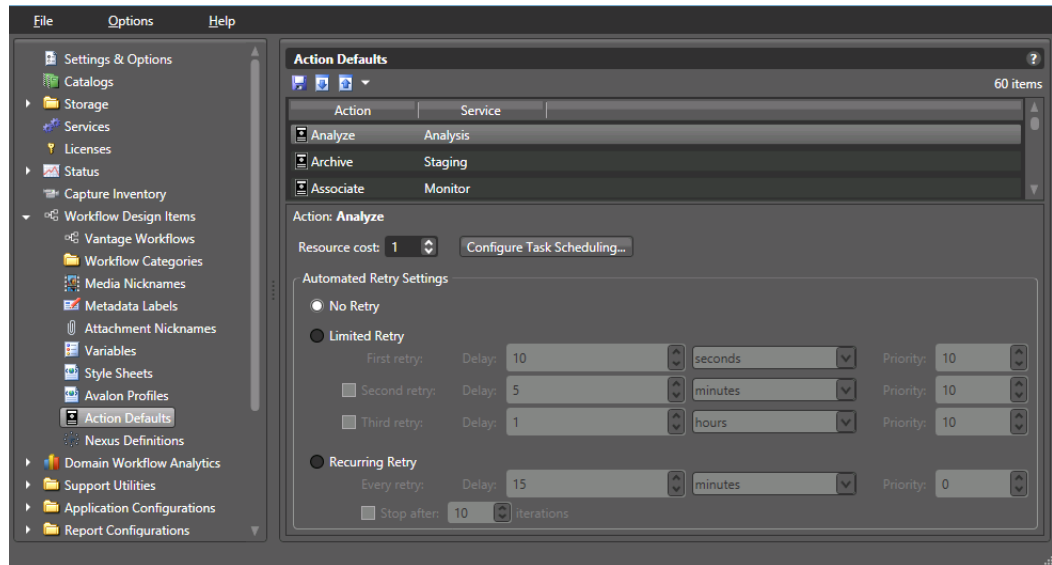 File Options Help
Settings & Options
Catalogs
Storage
Services
Licenses
Status
Capture Inventory
Workflow Design Items
Vantage Workflows
Workflow Categories
Media Nicknames
Metadata Labels
Attachment Nicknames
Variables
Style Sheets
Avalon Profiles
Action Defaults
Nexus Definitions
Domain Workflow Analytics
Support Utilities
Application Configurations
Report Configurations
Action Defaults ?
60 items
Action Service
Analyze Analysis
Archive Staging
Associate Monitor
Action: Analyze
Resource cost: 1 Configure Task Scheduling...
Automated Retry Settings
No Retry
Limited Retry
First retry: Delay: 10 seconds Priority: 10
Second retry: Delay: 5 minutes Priority: 10
Third retry: Delay: 1 hours Priority: 10
Recurring Retry
Every retry: Delay: 15 minutes Priority: 0
Stop after: 10 iterations